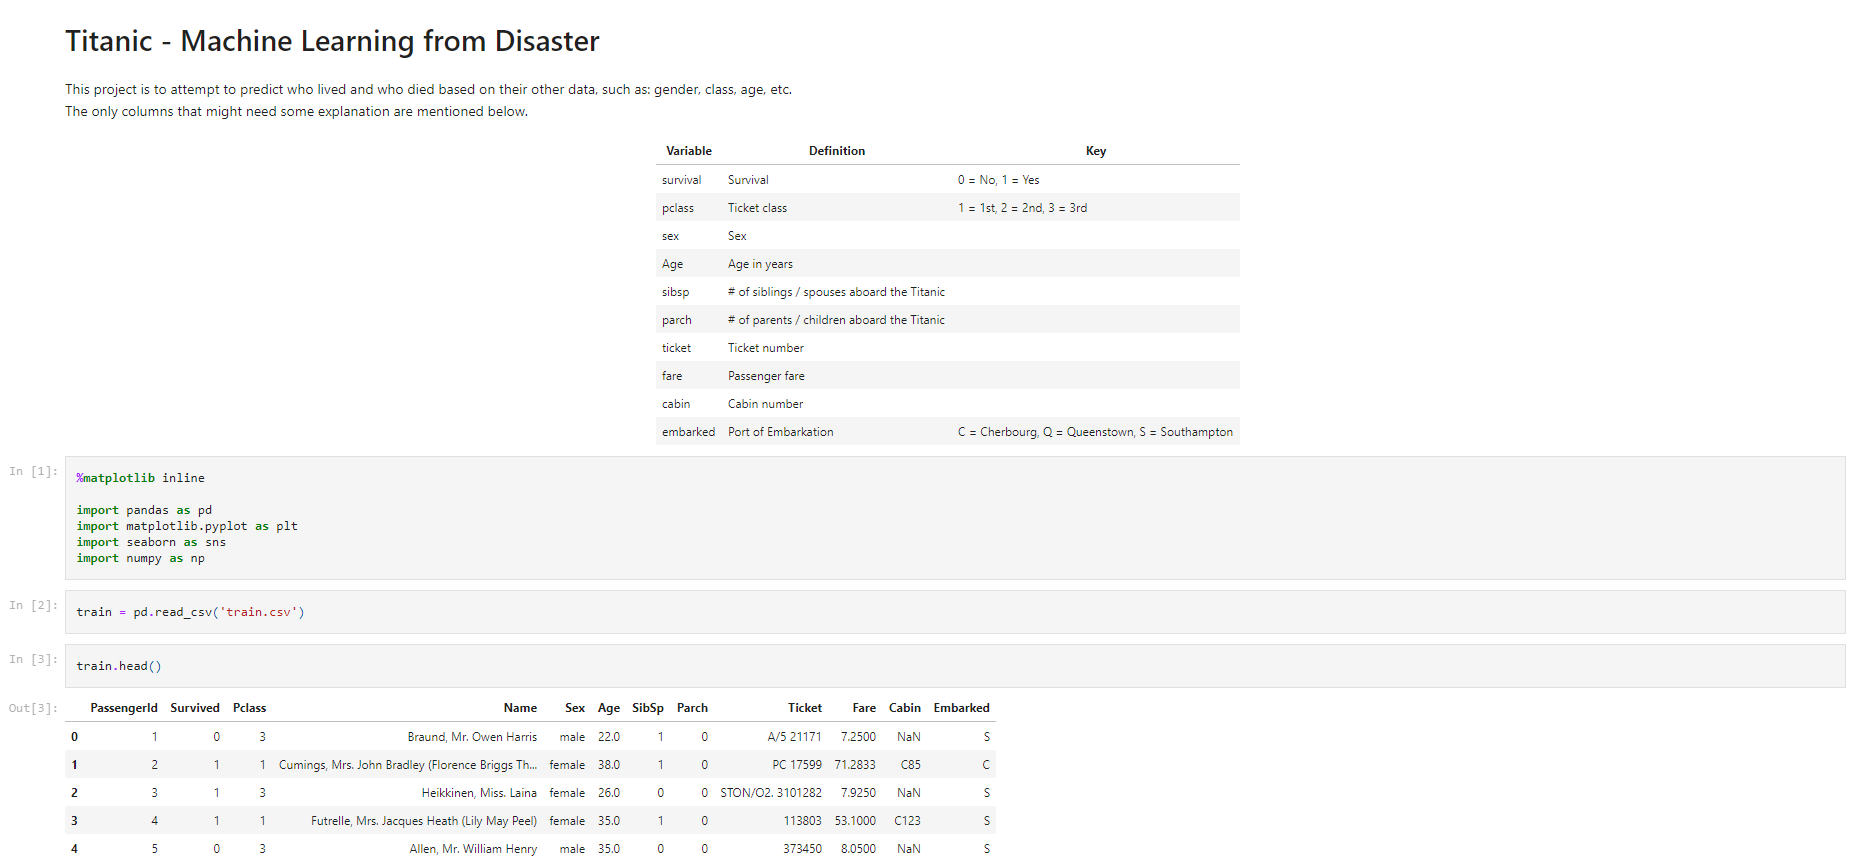 Titanic - Machine Learning from Disaster
This project is to attempt to predict who lived and who died based on their other data, such as: gender, class, age, etc.
The only columns that might need some explanation are mentioned below.
Variable Definition Key
survival Survival 0 = No, 1 = Yes
pclass Ticket class 1 = 1st, 2 = 2nd, 3 = 3rd
sex Sex
Age Age in years
sibsp # of siblings / spouses aboard the Titanic
parch # of parents / children aboard the Titanic
ticket Ticket number
fare Passenger fare
cabin Cabin number
embarked Port of Embarkation C = Cherbourg, Q = Queenstown, S = Southampton
In [1]:
%matplotlib inline
import pandas as pd
import matplotlib.pyplot as plt
import seaborn as sns
import numpy as np
In [2]:
train = pd.read_csv('train.csv')
In [3]:
train.head()
Out[3]:
PassengerId Survived Pclass Name Sex Age SibSp Parch Ticket Fare Cabin Embarked
0 1 0 3 Braund, Mr. Owen Harris male 22.0 1 0 A/5 21171 7.2500 NaN S
1 2 1 1 Cumings, Mrs. John Bradley (Florence Briggs Th... female 38.0 1 0 PC 17599 71.2833 C85 C
2 3 1 3 Heikkinen, Miss. Laina female 26.0 0 0 STON/O2. 3101282 7.9250 NaN S
3 4 1 1 Futrelle, Mrs. Jacques Heath (Lily May Peel) female 35.0 1 0 113803 53.1000 C123 S
4 5 0 3 Allen, Mr. William Henry male 35.0 0 0 373450 8.0500 NaN S